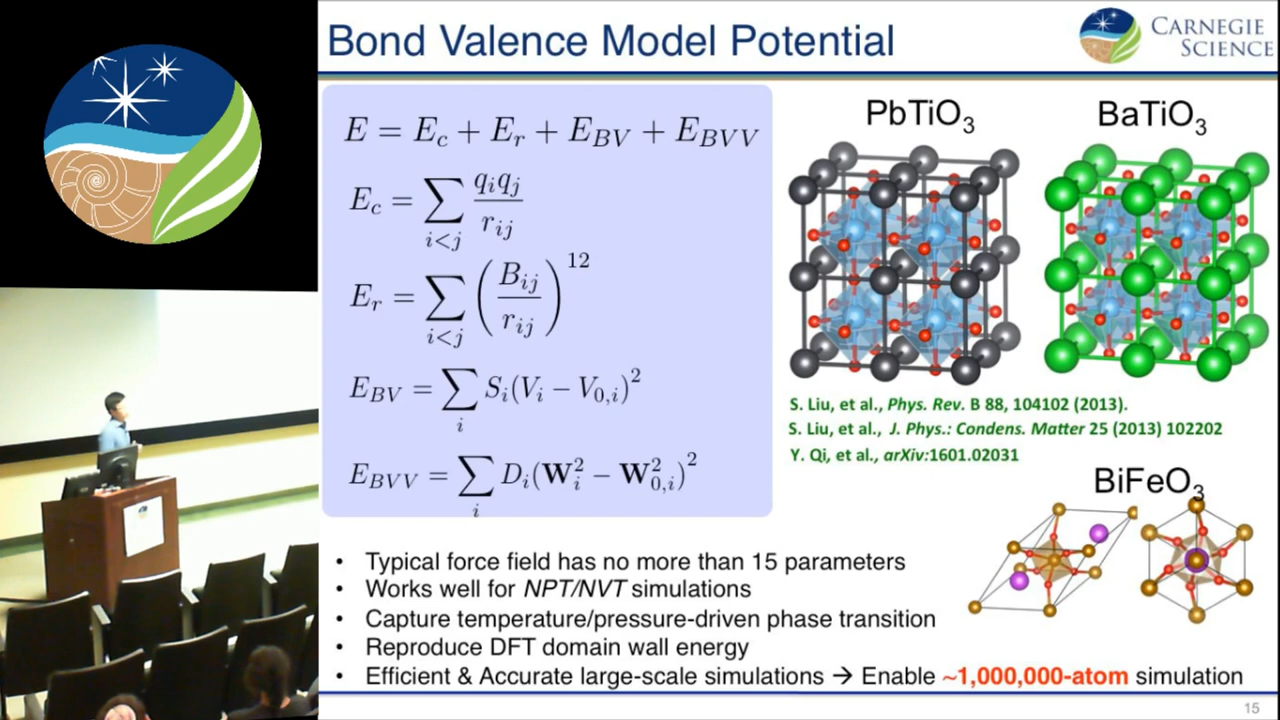 Bond Valence Model Potential
CARNEGIE
SCIENCE
E = E_c + E_r + E_{BV} + E_{BVV}
E_c = \sum_{i<j} \frac{q_i q_j}{r_{ij}}
E_r = \sum_{i<j} \left( \frac{B_{ij}}{r_{ij}} \right)^{12}
E_{BV} = \sum_i S_i (V_i - V_{0,i})^2
E_{BVV} = \sum_i D_i (\mathbf{W}_i^2 - \mathbf{W}_{0,i}^2)^2
PbTiO₃
BaTiO₃
S. Liu, et al., Phys. Rev. B 88, 104102 (2013).
S. Liu, et al., J. Phys.: Condens. Matter 25 (2013) 102202
Y. Qi, et al., arXiv:1601.02031
BiFeO₃
• Typical force field has no more than 15 parameters
• Works well for NPT/NVT simulations
• Capture temperature/pressure-driven phase transition
• Reproduce DFT domain wall energy
• Efficient & Accurate large-scale simulations → Enable ~1,000,000-atom simulation
15